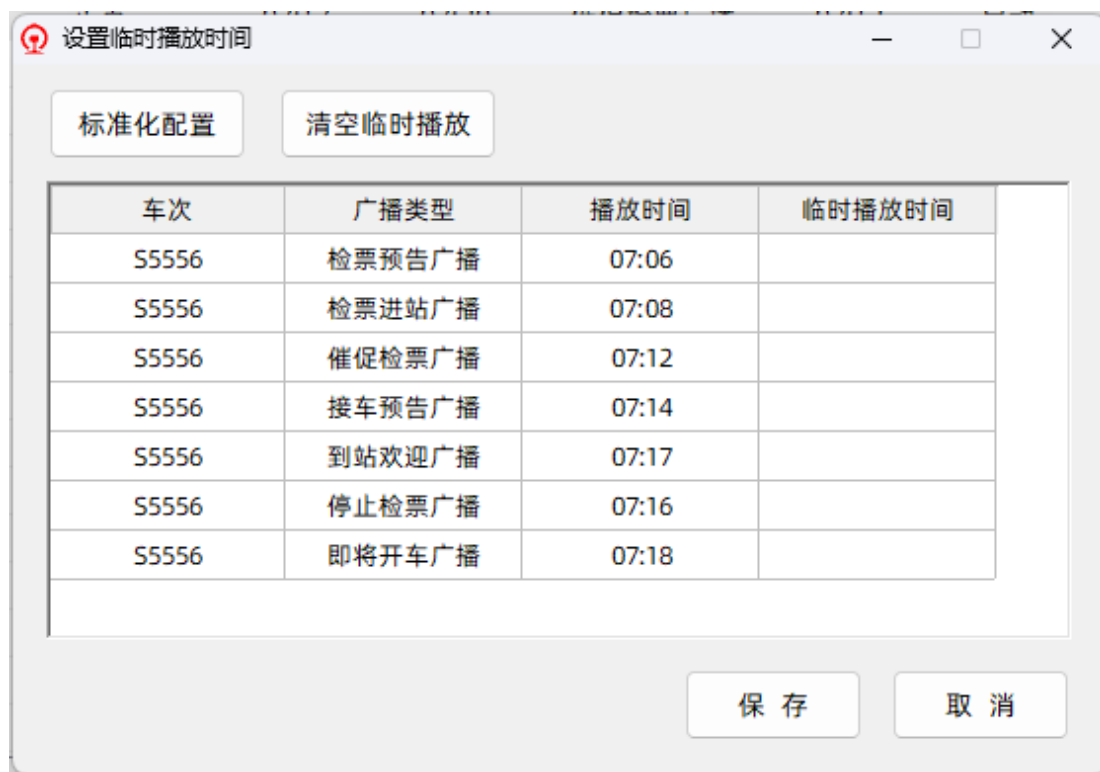 设置临时播放时间
标准化配置 清空临时播放
车次 广播类型 播放时间 临时播放时间
S5556 检票预告广播 07:06
S5556 检票进站广播 07:08
S5556 催促检票广播 07:12
S5556 接车预告广播 07:14
S5556 到站欢迎广播 07:17
S5556 停止检票广播 07:16
S5556 即将开车广播 07:18
保 存 取 消